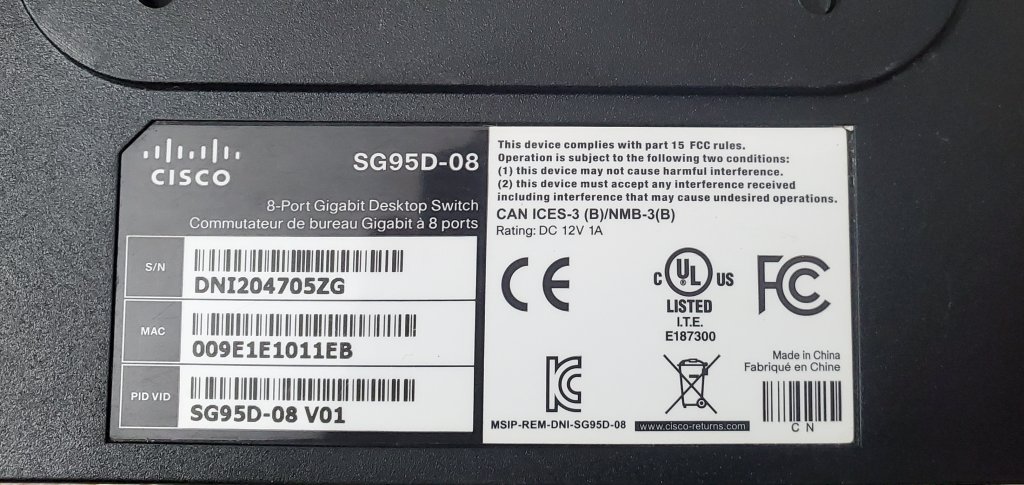 CISCO
SG95D-08
8-Port Gigabit Desktop Switch
Commutateur de bureau Gigabit à 8 ports
S/N
DNI204705ZG
MAC
009E1E1011EB
PID VID
SG95D-08 V01
This device complies with part 15 FCC rules.
Operation is subject to the following two conditions:
(1) this device may not cause harmful interference.
(2) this device must accept any interference received
including interference that may cause undesired operations.
CAN ICES-3 (B)/NMB-3(B)
Rating: DC 12V 1A
CE
C UL US
LISTED
I.T.E.
E187300
FC
KC
MSIP-REM-DNI-SG95D-08
www.cisco-returns.com
Made in China
Fabriqué en Chine
C N